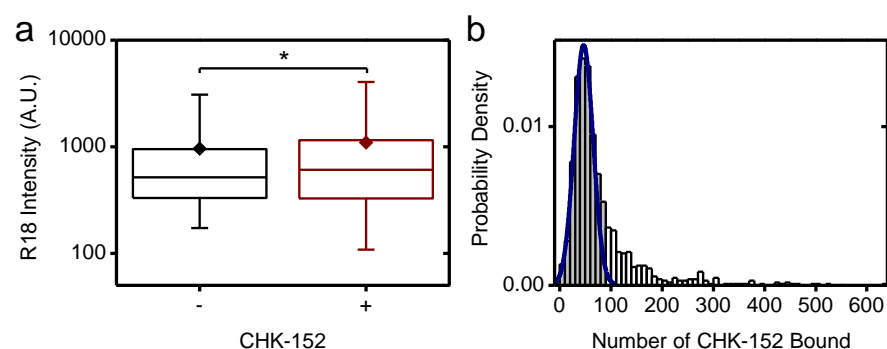 a
10000
1000
100
R18 Intensity (A.U.)
*
-
+
CHK-152
b
0.01
0.00
Probability Density
0
100
200
300
400
500
600
Number of CHK-152 Bound